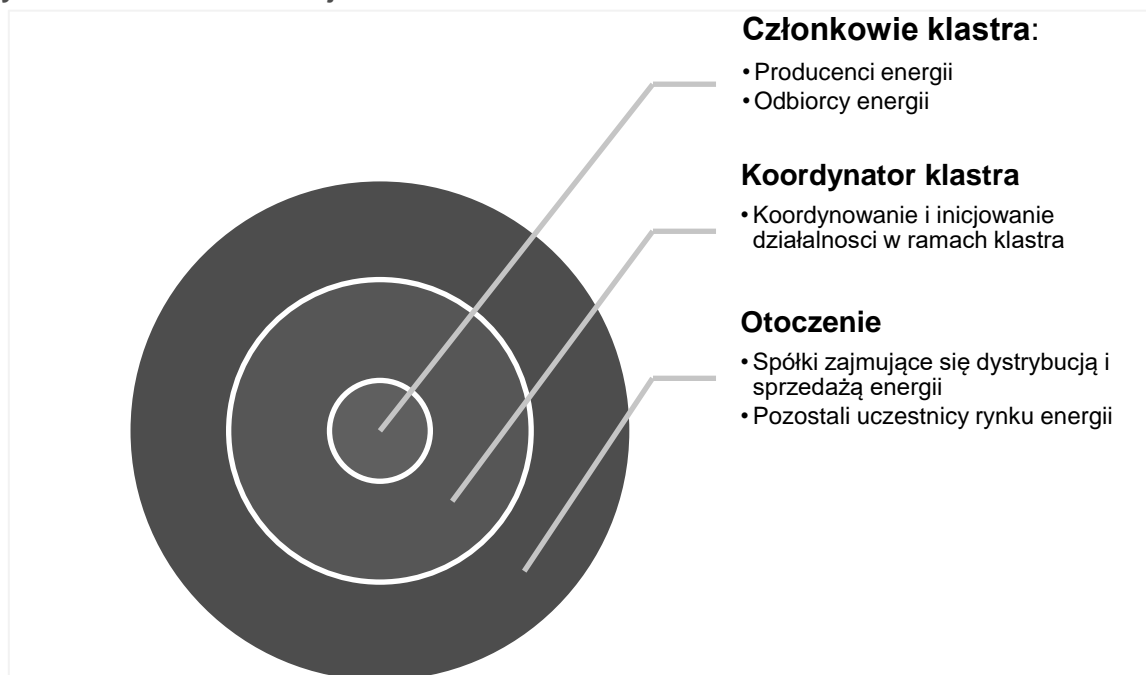 Członkowie klastra:
• Producenci energii
• Odbiorcy energii
Koordynator klastra
• Koordynowanie i inicjowanie
działalnosci w ramach klastra
Otoczenie
• Spółki zajmujące się dystrybucją i
sprzedażą energii
• Pozostali uczestnicy rynku energii